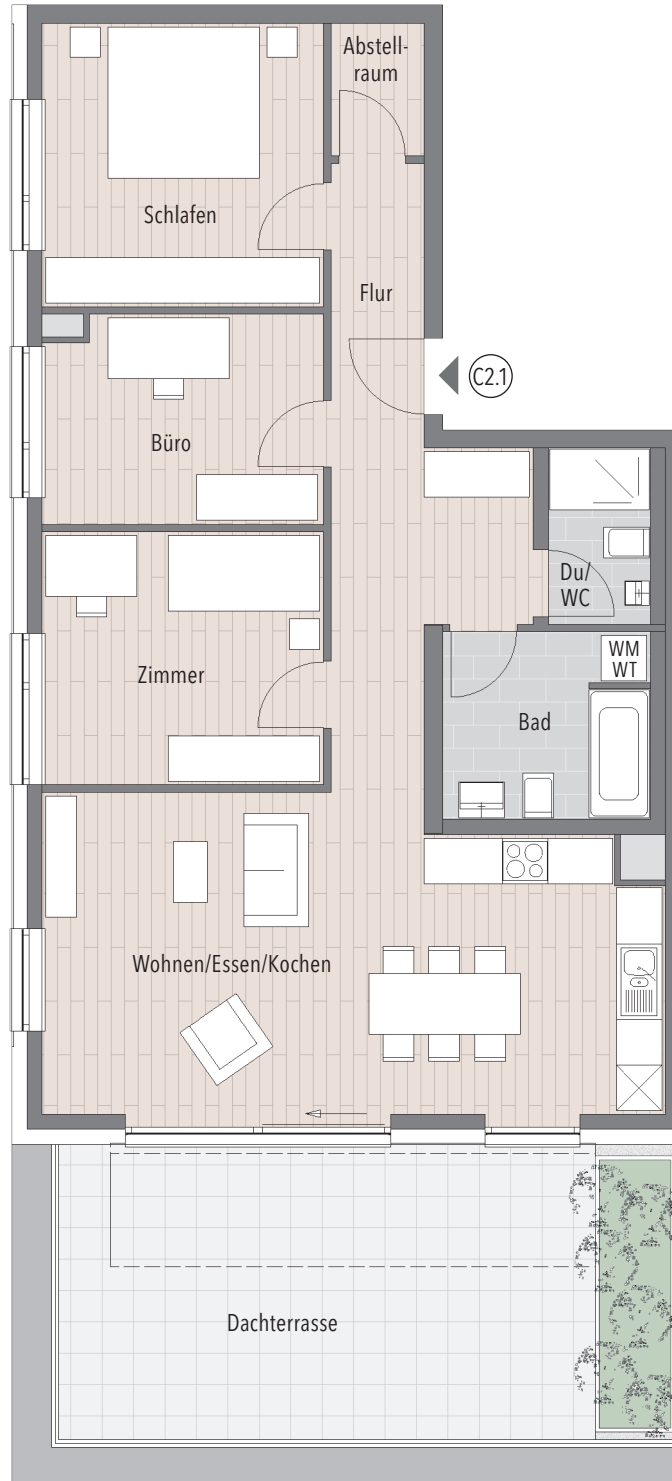 Abstell-
raum
Schlafen
Flur
C2.1
Büro
Du/
WC
WM
WT
Zimmer
Bad
Wohnen/Essen/Kochen
Dachterrasse